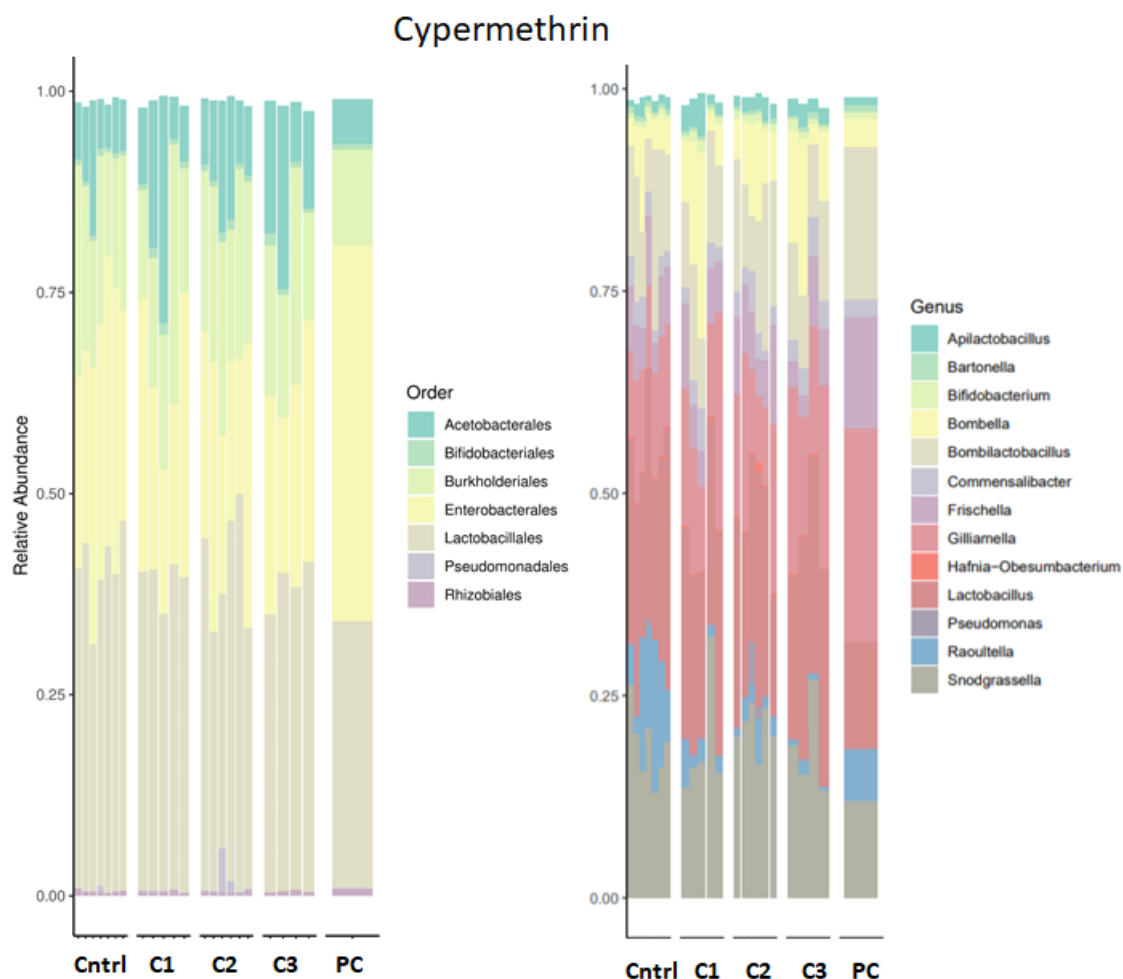 Cypermethrin
Relative Abundance
1.00
0.75
0.50
0.25
0.00
Cntrl C1 C2 C3 PC
Order
Acetobacterales
Bifidobacteriales
Burkholderiales
Enterobacterales
Lactobacillales
Pseudomonadales
Rhizobiales
1.00
0.75
0.50
0.25
0.00
Cntrl C1 C2 C3 PC
Genus
Apilactobacillus
Bartonella
Bifidobacterium
Bombella
Bombilactobacillus
Commensalibacter
Frischella
Gilliamella
Hafnia-Obesumbacterium
Lactobacillus
Pseudomonas
Raoultella
Snodgrassella